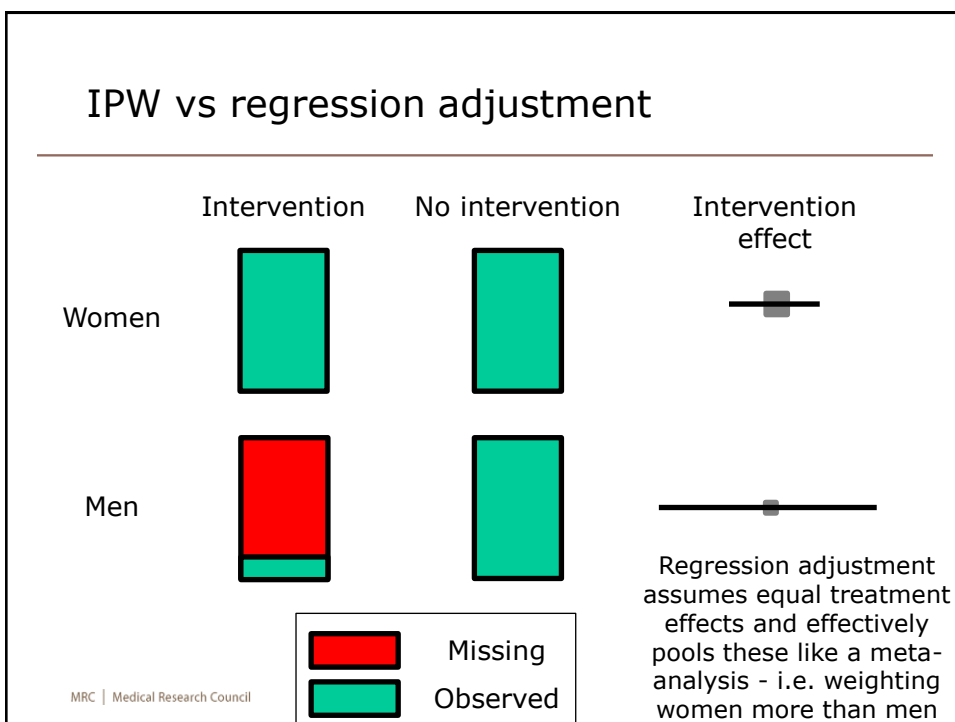 IPW vs regression adjustment
Intervention
No intervention
Intervention
effect
Women
Men
Regression adjustment
assumes equal treatment
effects and effectively
pools these like a meta-
analysis - i.e. weighting
women more than men
Missing
Observed
MRC | Medical Research Council